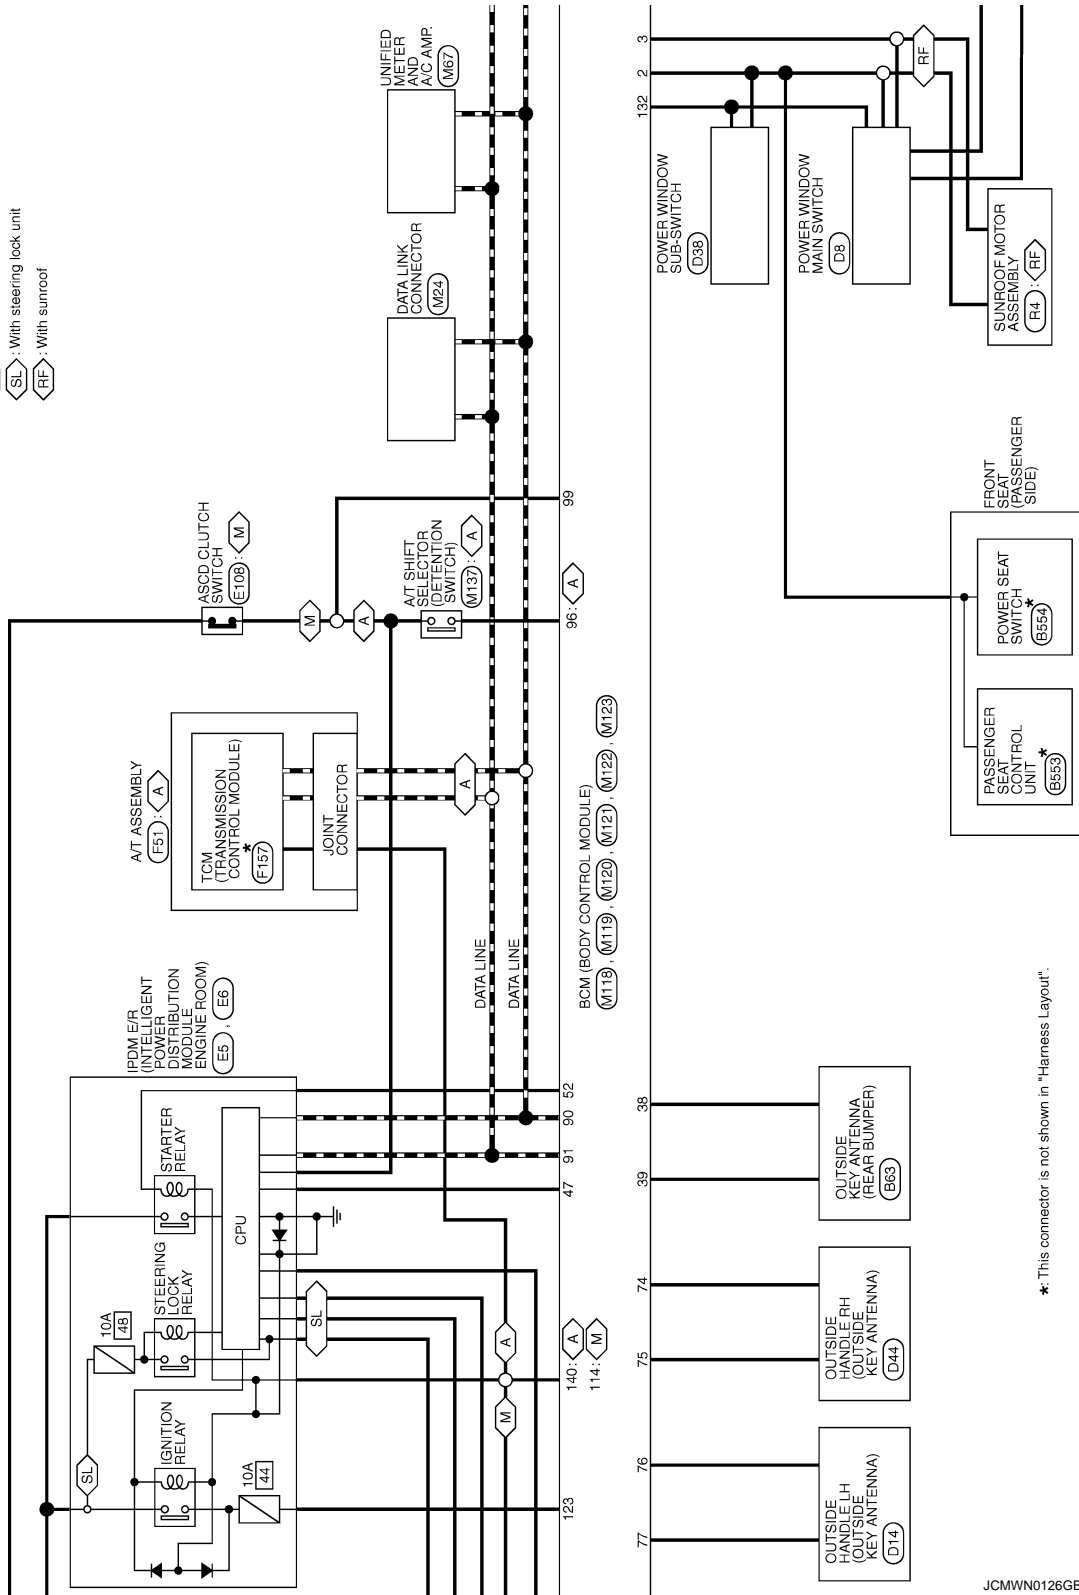 SL : With steering lock unit
RF : With sunroof
UNIFIED
METER
AND
A/C AMP.
M67
DATA LINK
CONNECTOR
M24
ASCD CLUTCH
SWITCH
E108 : M
M
A
A/T SHIFT
SELECTOR
(DETENTION
SWITCH)
M137 : A
99
96: A
A/T ASSEMBLY
F51 : A
TCM
(TRANSMISSION
CONTROL MODULE)
*
F157
JOINT
CONNECTOR
A
DATA LINE
DATA LINE
IPDM E/R
(INTELLIGENT
POWER
DISTRIBUTION
MODULE
ENGINE ROOM)
E5 , E6
STARTER
RELAY
STEERING
LOCK
RELAY
10A
48
IGNITION
RELAY
10A
44
SL
CPU
SL
A
M
52
90
91
47
140: A
114: M
123
BCM (BODY CONTROL MODULE)
M118 , M119 , M120 , M121 , M122 , M123
3
2
132
RF
POWER WINDOW
SUB-SWITCH
D38
POWER WINDOW
MAIN SWITCH
D8
SUNROOF MOTOR
ASSEMBLY
R4 : RF
FRONT
SEAT
(PASSENGER
SIDE)
POWER SEAT
SWITCH
*
B554
PASSENGER
SEAT
CONTROL
UNIT
*
B553
38
39
OUTSIDE
KEY ANTENNA
(REAR BUMPER)
B63
74
75
OUTSIDE
HANDLE RH
(OUTSIDE
KEY ANTENNA)
D44
76
77
OUTSIDE
HANDLE LH
(OUTSIDE
KEY ANTENNA)
D14
*: This connector is not shown in "Harness Layout".